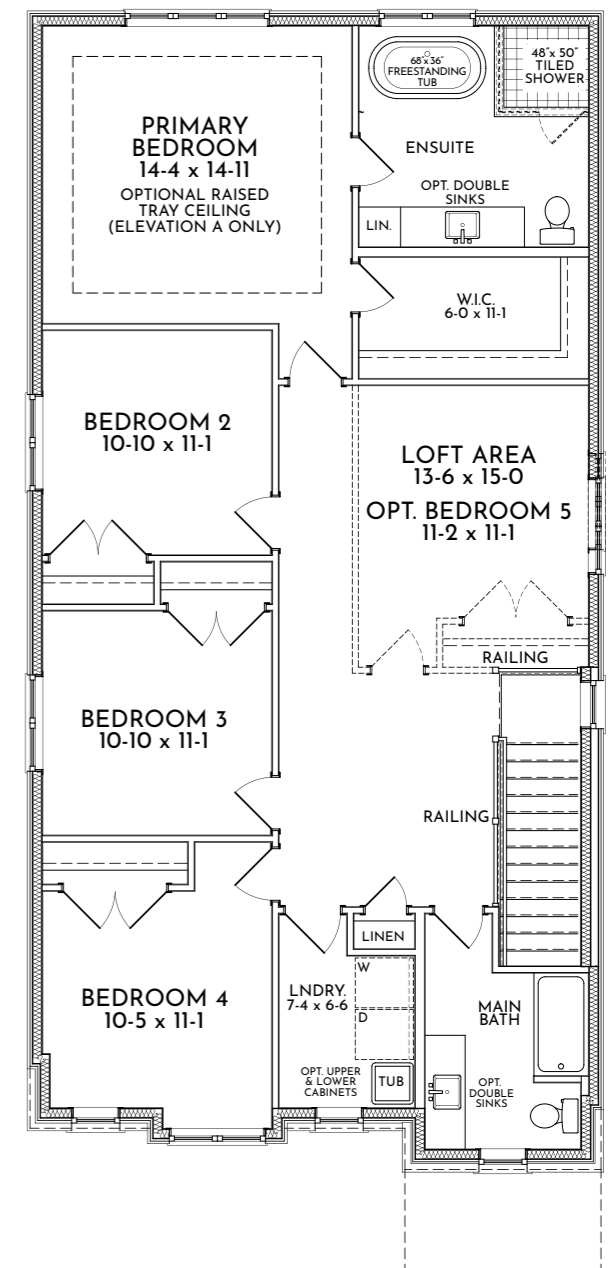 PRIMARY
BEDROOM
14-4 x 14-11
OPTIONAL RAISED
TRAY CEILING
(ELEVATION A ONLY)
68"x 36"
FREESTANDING
TUB
48"x 50"
TILED
SHOWER
ENSUITE
OPT. DOUBLE
SINKS
LIN.
W.I.C.
6-0 x 11-1
BEDROOM 2
10-10 x 11-1
LOFT AREA
13-6 x 15-0
OPT. BEDROOM 5
11-2 x 11-1
RAILING
BEDROOM 3
10-10 x 11-1
RAILING
LINEN
BEDROOM 4
10-5 x 11-1
W
LNDRY.
7-4 x 6-6
D
OPT. UPPER
& LOWER
CABINETS
TUB
MAIN
BATH
OPT.
DOUBLE
SINKS